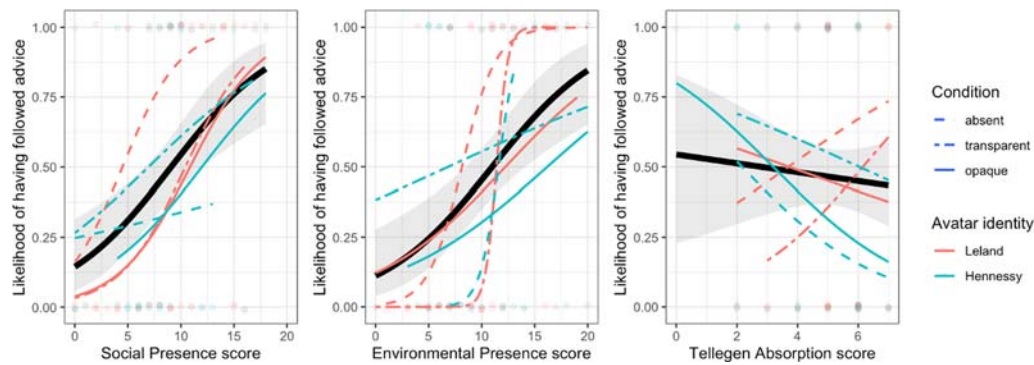 Likelihood of having followed advice
1.00
0.75
0.50
0.25
0.00
0
5
10
15
20
Social Presence score
Likelihood of having followed advice
1.00
0.75
0.50
0.25
0.00
0
5
10
15
20
Environmental Presence score
Likelihood of having followed advice
1.00
0.75
0.50
0.25
0.00
0
2
4
6
Tellegen Absorption score
Condition
absent
transparent
opaque
Avatar identity
Leland
Hennessy